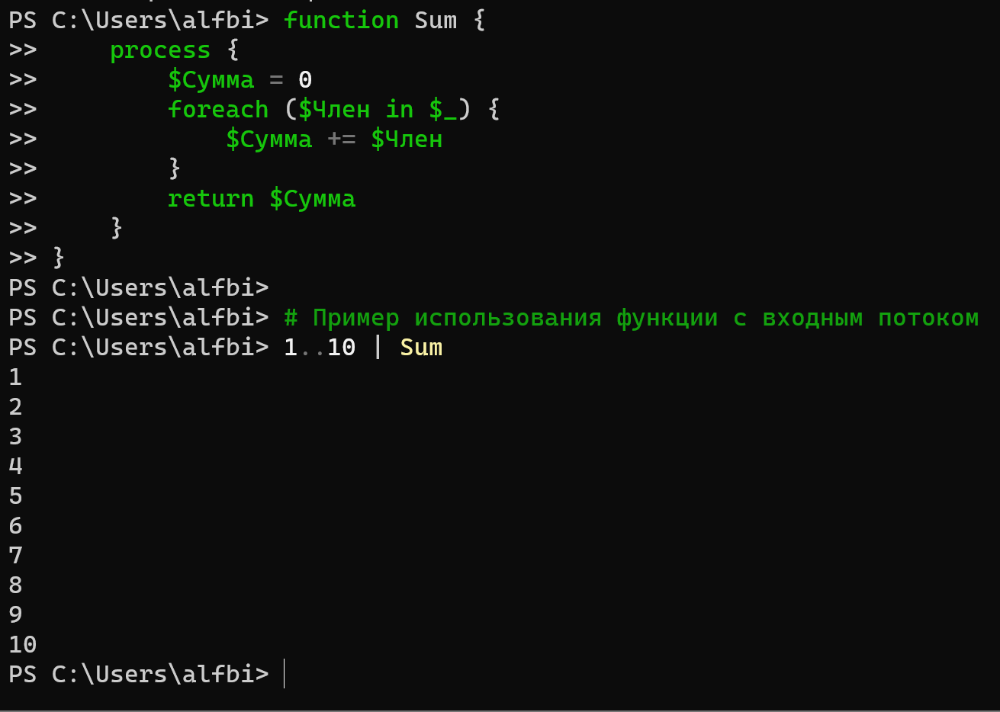 PS C:\Users\alfbi> function Sum {
>>     process {
>>         $Сумма = 0
>>         foreach ($Член in $_) {
>>             $Сумма += $Член
>>         }
>>         return $Сумма
>>     }
>> }
PS C:\Users\alfbi>
PS C:\Users\alfbi> # Пример использования функции с входным потоком
PS C:\Users\alfbi> 1..10 | Sum
1
2
3
4
5
6
7
8
9
10
PS C:\Users\alfbi>